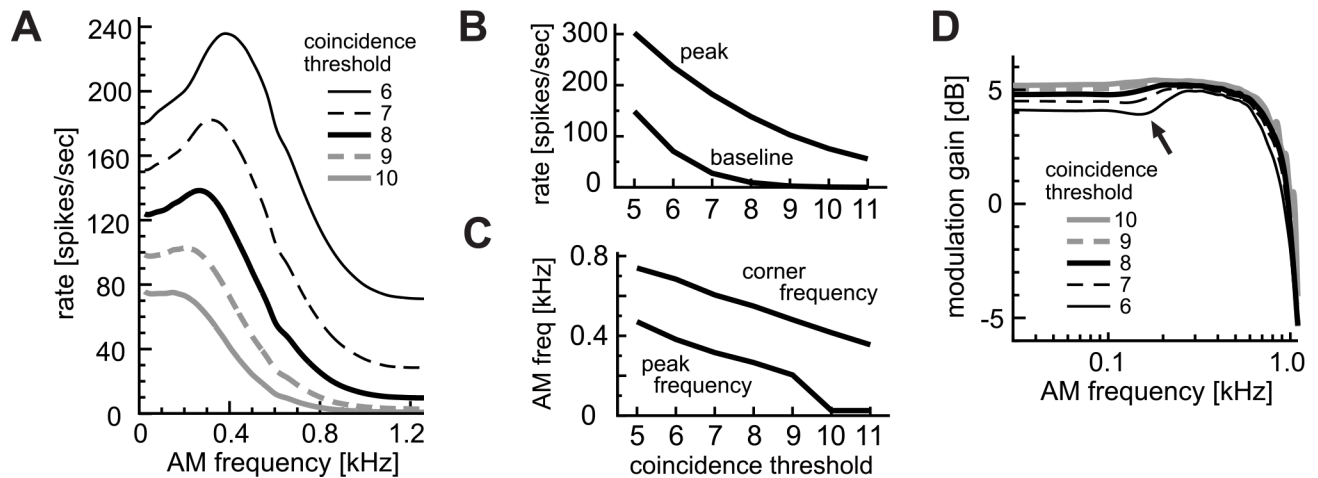 A
rate [spikes/sec]
240
200
160
120
80
40
0
0 0.4 0.8 1.2
AM frequency [kHz]
coincidence
threshold
6
7
8
9
10
B
rate [spikes/sec]
300
200
100
0
peak
baseline
5 6 7 8 9 10 11
C
AM freq [kHz]
0.8
0.4
0
corner
frequency
peak
frequency
5 6 7 8 9 10 11
coincidence threshold
D
modulation gain [dB]
5
0
-5
coincidence
threshold
10
9
8
7
6
0.1 1.0
AM frequency [kHz]